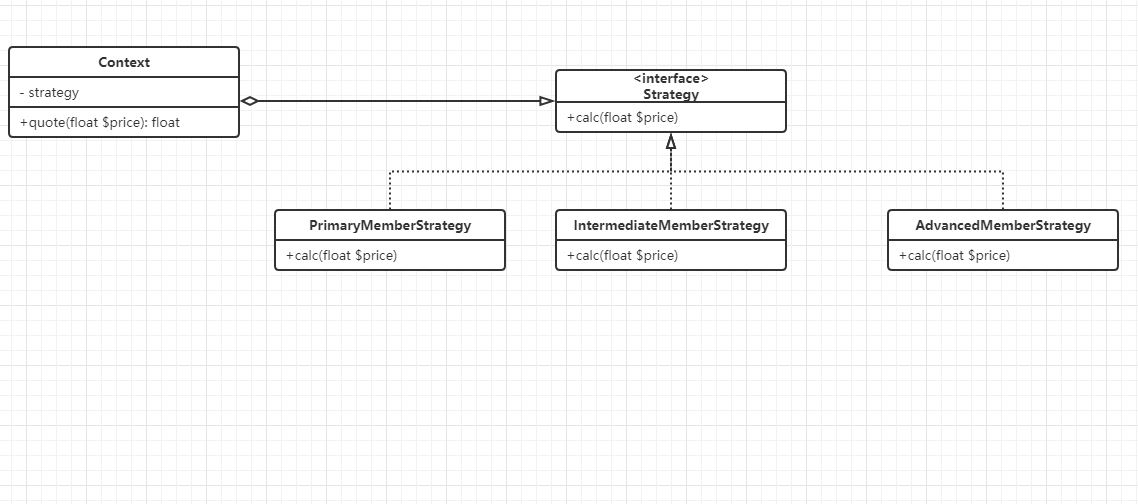 Context
- strategy
+quote(float $price): float
<interface>
Strategy
+calc(float $price)
PrimaryMemberStrategy
+calc(float $price)
IntermediateMemberStrategy
+calc(float $price)
AdvancedMemberStrategy
+calc(float $price)